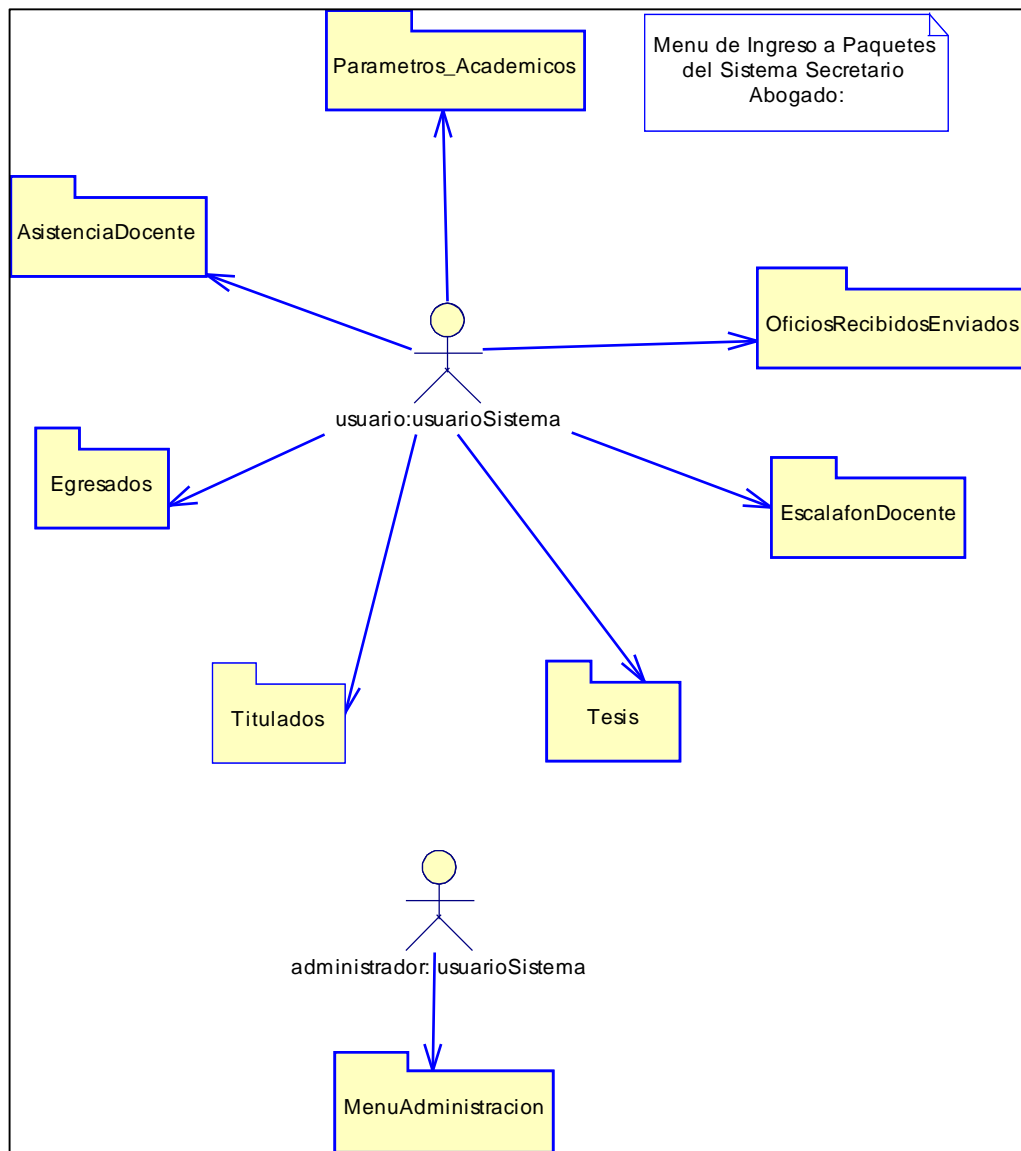 Parametros_Academicos
Menu de Ingreso a Paquetes
del Sistema Secretario
Abogado:
AsistenciaDocente
OficiosRecibidosEnviados
usuario:usuarioSistema
Egresados
EscalafonDocente
Titulados
Tesis
administrador: usuarioSistema
MenuAdministracion